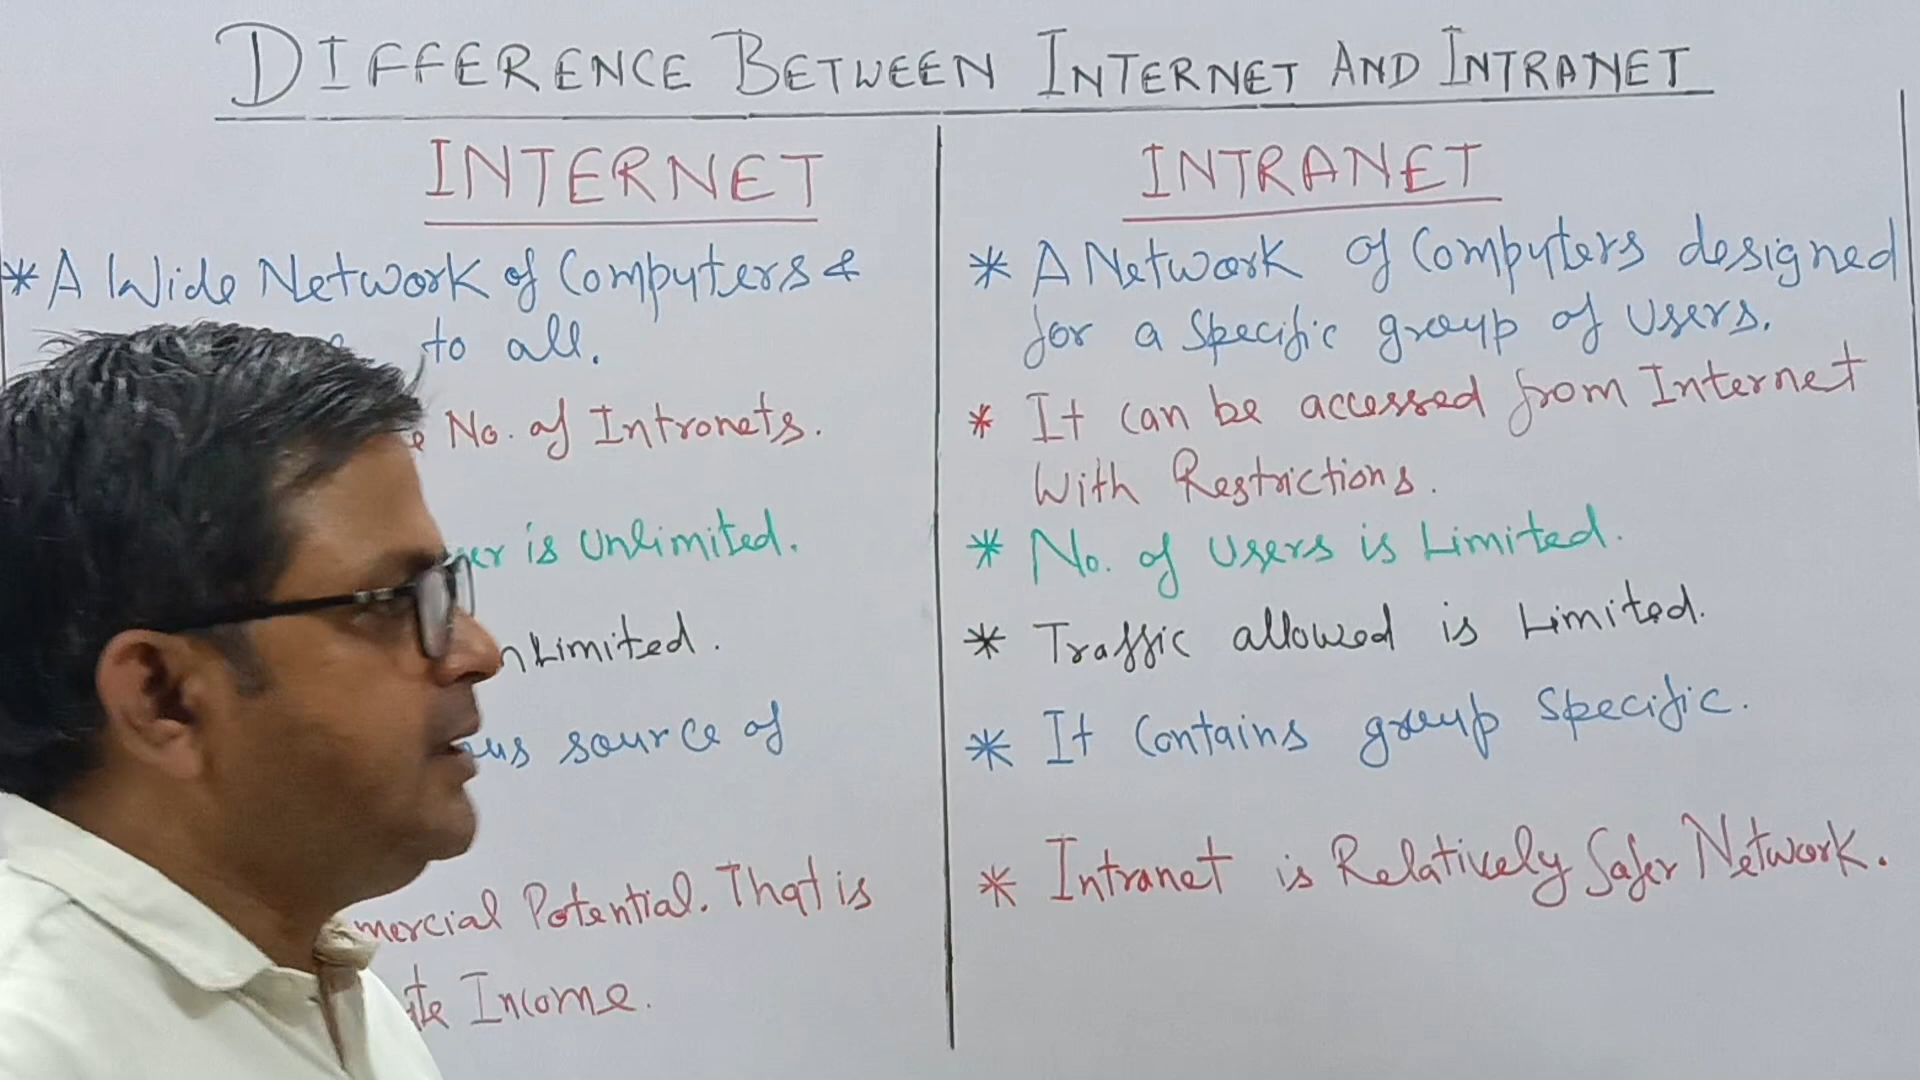 DIFFERENCE BETWEEN INTERNET AND INTRANET
INTERNET
* A Wide Network of Computers &
to all.
No. of Intronets.
is Unlimited.
nLimited.
source of
mercial Potential. That is
Income.
INTRANET
* A Network of Computers designed
for a specific group of Users.
* It can be accessed from Internet
With Restrictions.
* No. of Users is Limited.
* Traffic allowed is Limited.
* It Contains group specific.
* Intranet is Relatively Safer Network.